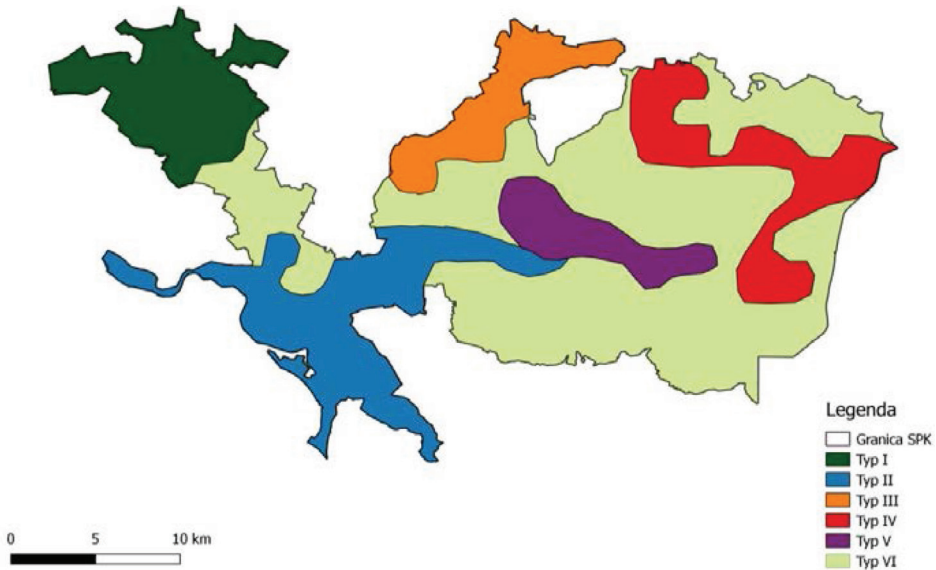 Legenda
Granica SPK
Typ I
Typ II
Typ III
Typ IV
Typ V
Typ VI
0 5 10 km